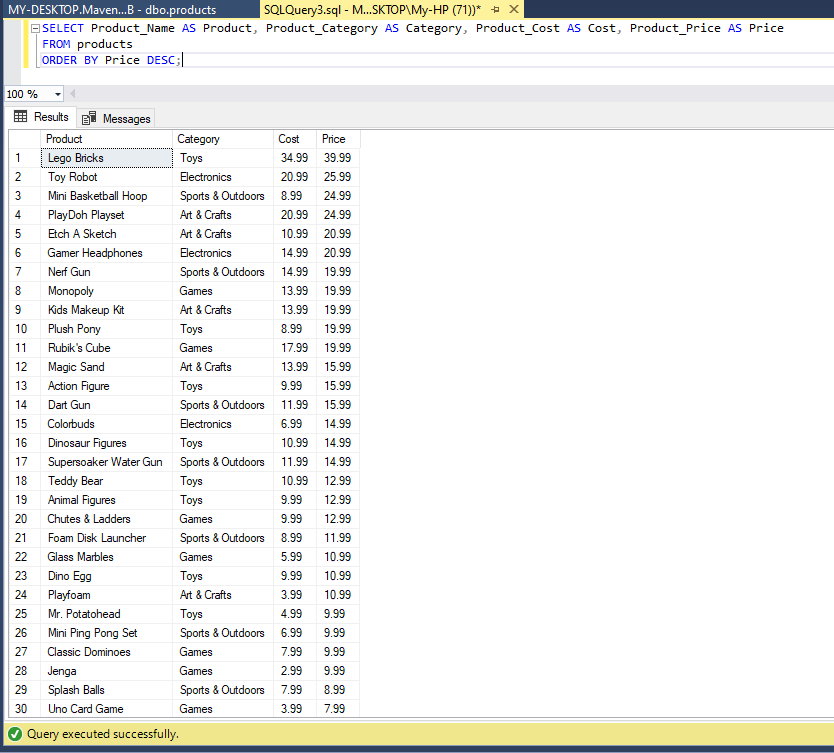 MY-DESKTOP.Maven...B - dbo.products SQLQuery3.sql - M...SKTOP\My-HP (71))*
SELECT Product_Name AS Product, Product_Category AS Category, Product_Cost AS Cost, Product_Price AS Price
FROM products
ORDER BY Price DESC;
100 %
Results Messages
Product Category Cost Price
1 Lego Bricks Toys 34.99 39.99
2 Toy Robot Electronics 20.99 25.99
3 Mini Basketball Hoop Sports & Outdoors 8.99 24.99
4 PlayDoh Playset Art & Crafts 20.99 24.99
5 Etch A Sketch Art & Crafts 10.99 20.99
6 Gamer Headphones Electronics 14.99 20.99
7 Nerf Gun Sports & Outdoors 14.99 19.99
8 Monopoly Games 13.99 19.99
9 Kids Makeup Kit Art & Crafts 13.99 19.99
10 Plush Pony Toys 8.99 19.99
11 Rubik's Cube Games 17.99 19.99
12 Magic Sand Art & Crafts 13.99 15.99
13 Action Figure Toys 9.99 15.99
14 Dart Gun Sports & Outdoors 11.99 15.99
15 Colorbuds Electronics 6.99 14.99
16 Dinosaur Figures Toys 10.99 14.99
17 Supersoaker Water Gun Sports & Outdoors 11.99 14.99
18 Teddy Bear Toys 10.99 12.99
19 Animal Figures Toys 9.99 12.99
20 Chutes & Ladders Games 9.99 12.99
21 Foam Disk Launcher Sports & Outdoors 8.99 11.99
22 Glass Marbles Games 5.99 10.99
23 Dino Egg Toys 9.99 10.99
24 Playfoam Art & Crafts 3.99 10.99
25 Mr. Potatohead Toys 4.99 9.99
26 Mini Ping Pong Set Sports & Outdoors 6.99 9.99
27 Classic Dominoes Games 7.99 9.99
28 Jenga Games 2.99 9.99
29 Splash Balls Sports & Outdoors 7.99 8.99
30 Uno Card Game Games 3.99 7.99
Query executed successfully.